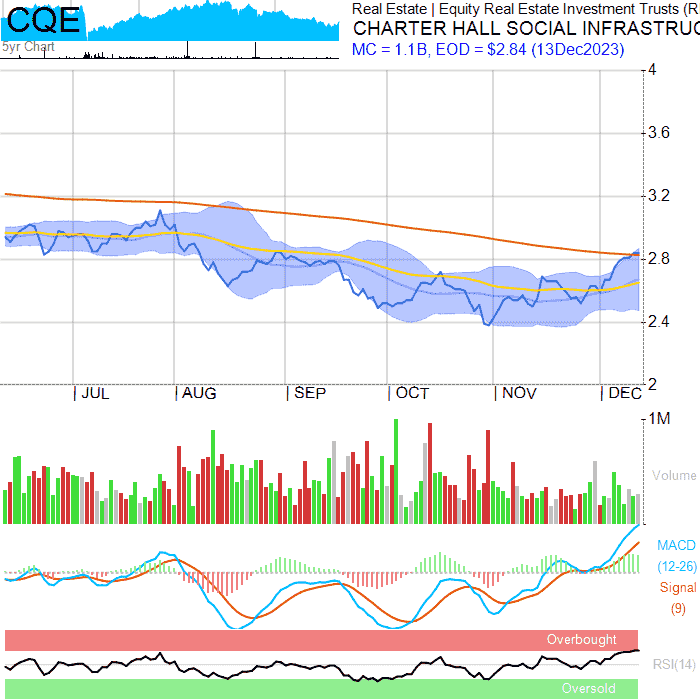 CQE
5yr Chart
Real Estate | Equity Real Estate Investment Trusts (R
CHARTER HALL SOCIAL INFRASTRUC
MC = 1.1B, EOD = $2.84 (13Dec2023)
4
3.6
3.2
2.8
2.4
2
| JUL | AUG | SEP | OCT | NOV | DEC
1M
Volume
MACD
(12-26)
Signal
(9)
Overbought
RSI(14)
Oversold